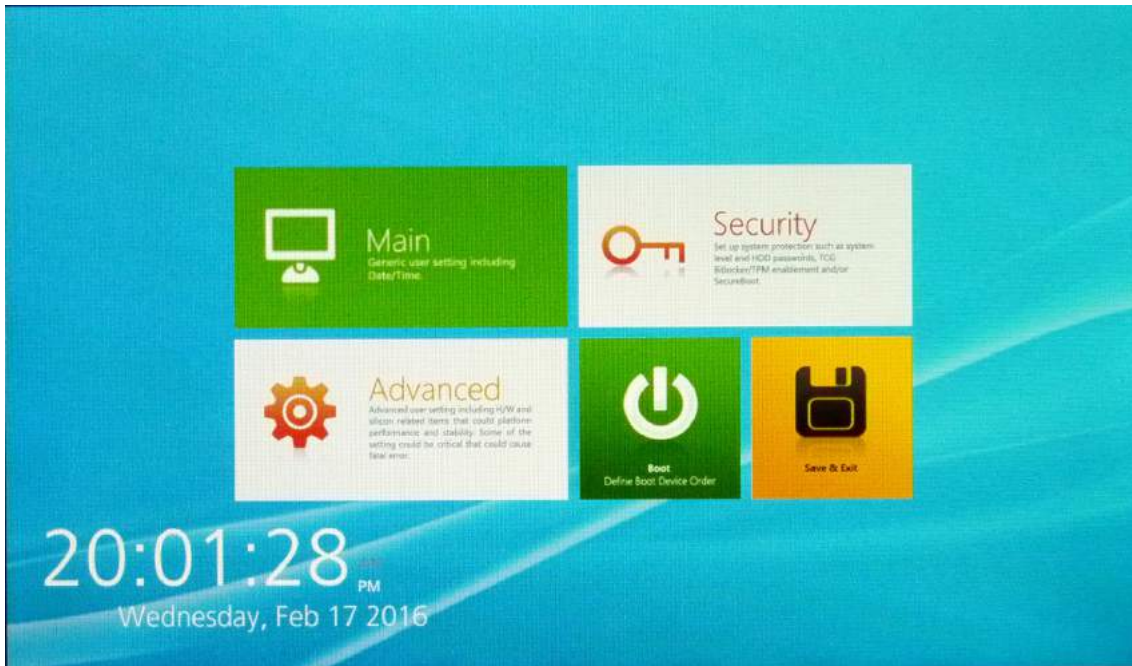 Main
Generic user setting including
Date/Time.
Security
Set up system protection such as system
level and HDD passwords, TCG
Bitlocker/TPM enablement and/or
SecureBoot.
Advanced
Advanced user setting including H/W and
silicon related items that could platform
performance and stability. Some of the
setting could be critical that could cause
fatal error.
Boot
Define Boot Device Order
Save & Exit
20:01:28
PM
Wednesday, Feb 17 2016